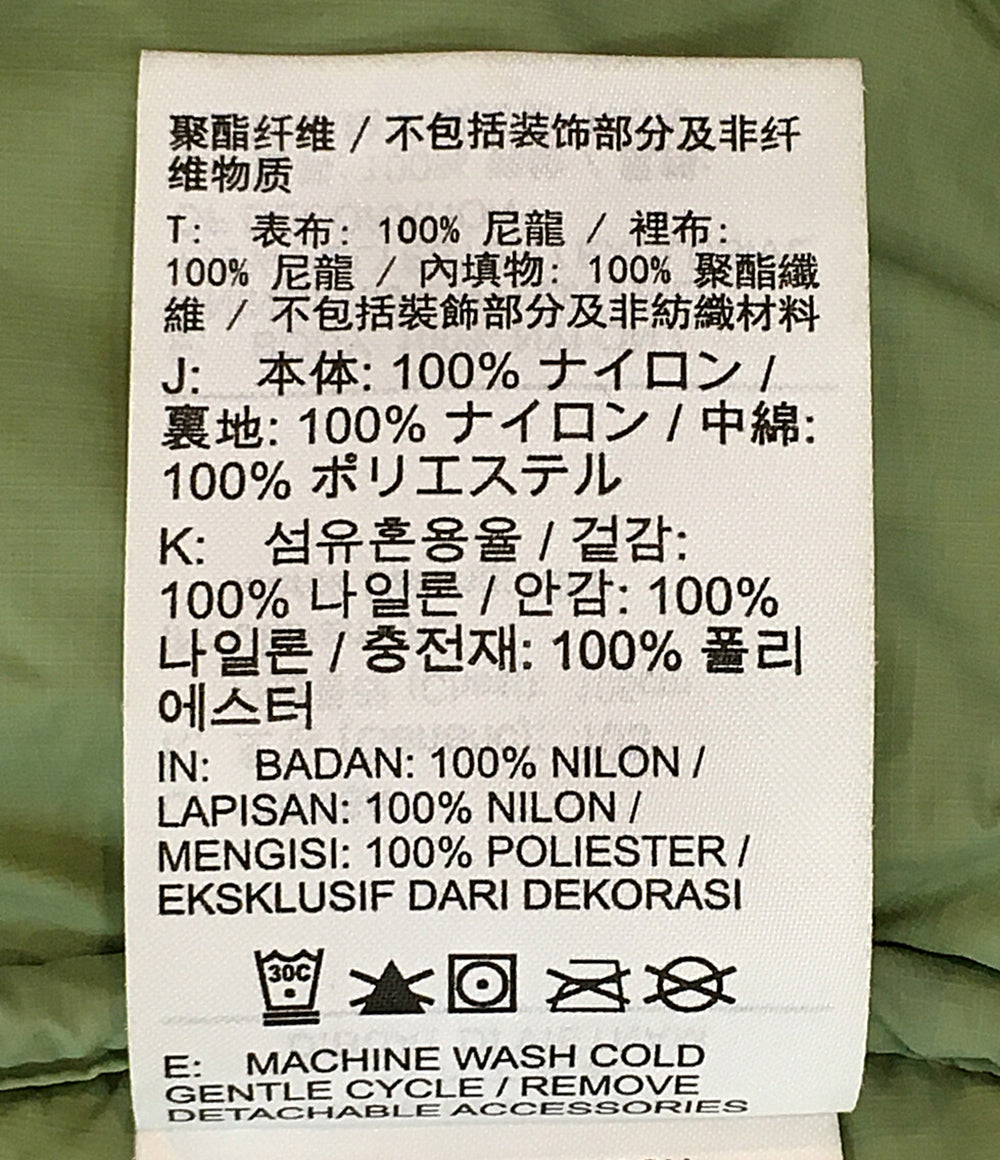 聚酯纤维 / 不包括装饰部分及非纤
维物质
T: 表布: 100% 尼龍 / 裡布:
100% 尼龍 / 內填物: 100% 聚酯纖
維 / 不包括裝飾部分及非紡織材料
J: 本体: 100% ナイロン /
裏地: 100% ナイロン / 中綿:
100% ポリエステル
K: 섬유혼용율 / 겉감:
100% 나일론 / 안감: 100%
나일론 / 충전재: 100% 폴리
에스터
IN: BADAN: 100% NILON /
LAPISAN: 100% NILON /
MENGISI: 100% POLIESTER /
EKSKLUSIF DARI DEKORASI
30C
E: MACHINE WASH COLD
GENTLE CYCLE / REMOVE
DETACHABLE ACCESSORIES